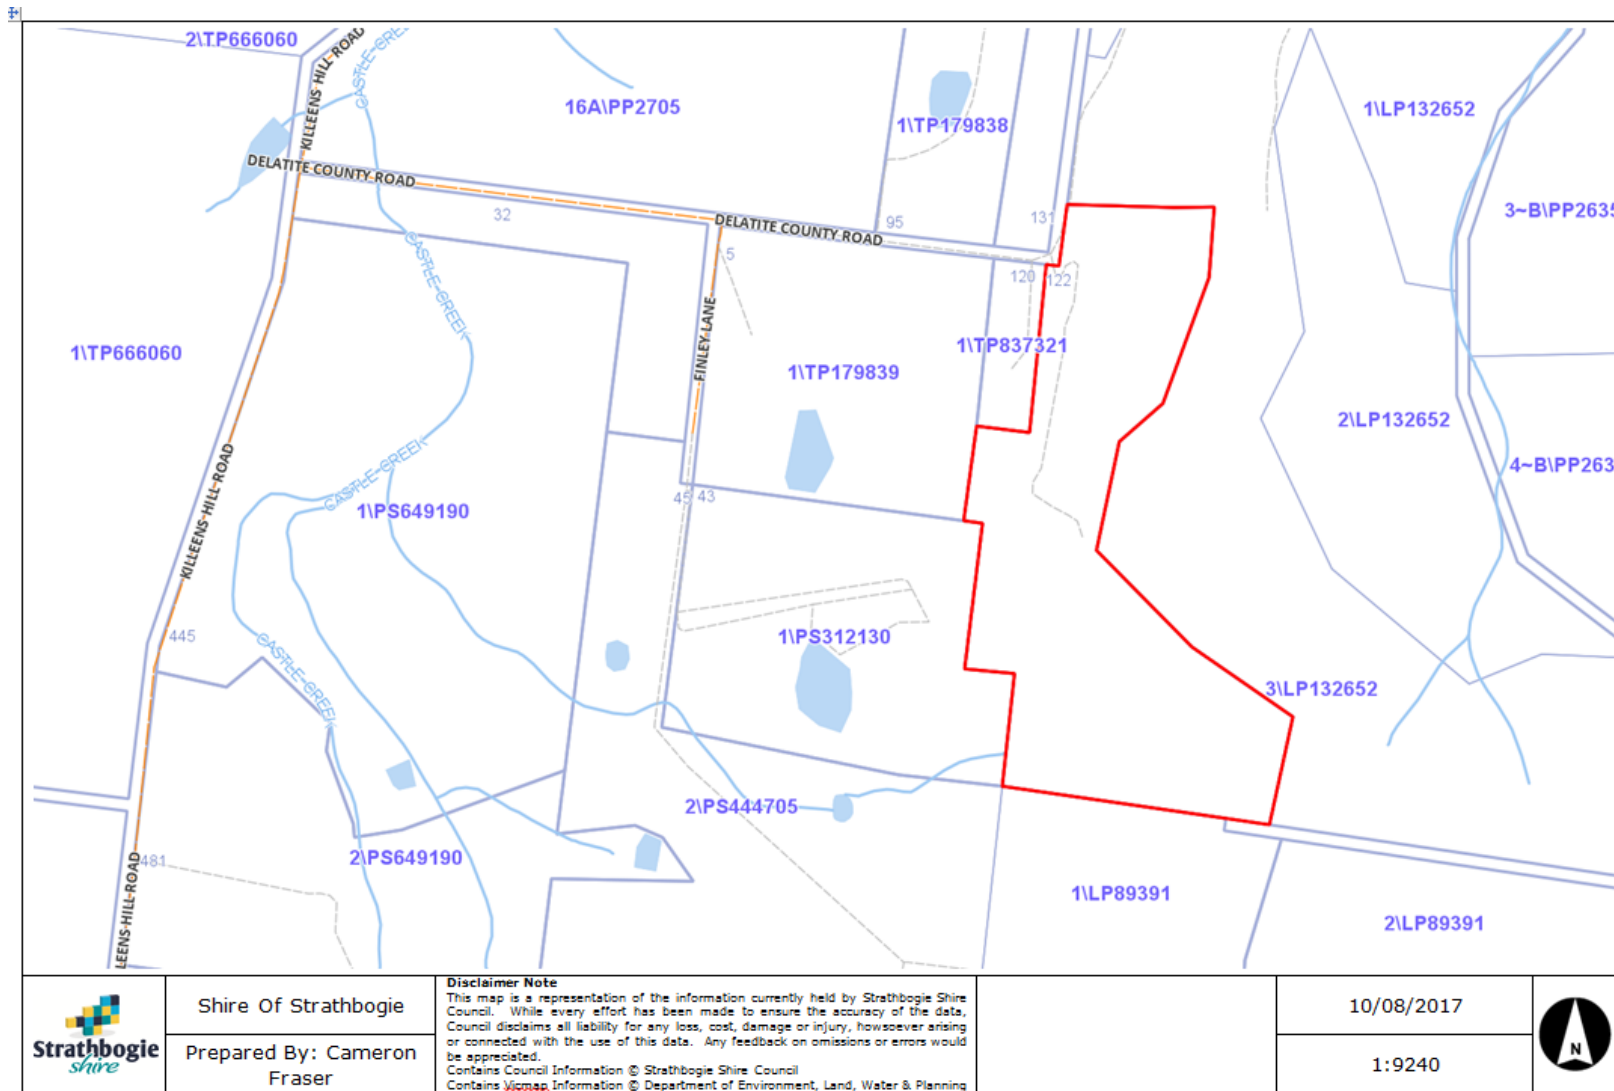 2\TP666060
KILLEENS HILL ROAD
CASTLE CREEK
16A\PP2705
1\TP179838
1\LP132652
DELATITE COUNTY ROAD
32
DELATITE COUNTY ROAD
95
131
3~B\PP2635
5
120
122
CASTLE CREEK
FINLEY LANE
1\TP666060
1\TP837321
1\TP179839
2\LP132652
KILLEENS HILL ROAD
CASTLE CREEK
4~B\PP263
45
43
1\PS649190
445
1\PS312130
CASTLE CREEK
3\LP132652
2\PS444705
481
2\PS649190
1\LP89391
2\LP89391
LEENS HILL ROAD
Strathbogie
shire
Shire Of Strathbogie
Prepared By: Cameron
Fraser
Disclaimer Note
This map is a representation of the information currently held by Strathbogie Shire
Council. While every effort has been made to ensure the accuracy of the data,
Council disclaims all liability for any loss, cost, damage or injury, howsoever arising
or connected with the use of this data. Any feedback on omissions or errors would
be appreciated.
Contains Council Information © Strathbogie Shire Council
Contains Vicmap Information © Department of Environment, Land, Water & Planning
10/08/2017
1:9240
N